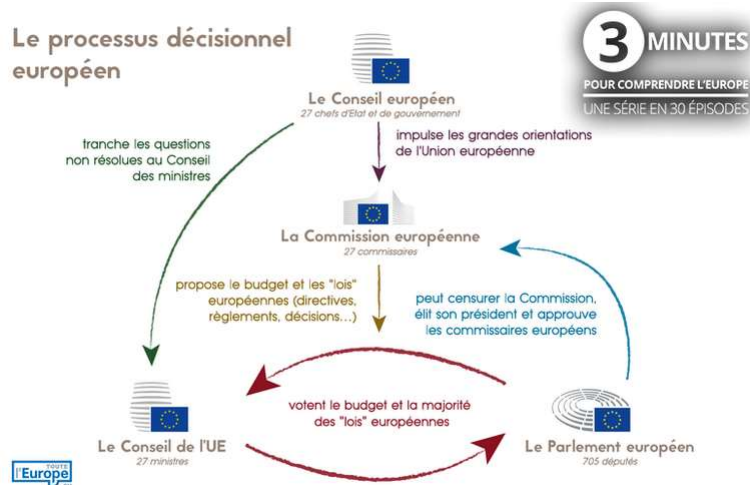 Le processus décisionnel
européen
3 MINUTES
POUR COMPRENDRE L'EUROPE
UNE SÉRIE EN 30 ÉPISODES
Le Conseil européen
27 chefs d'Etat et de gouvernement
tranche les questions
non résolues au Conseil
des ministres
impulse les grandes orientations
de l'Union européenne
La Commission européenne
27 commissaires
propose le budget et les "lois"
européennes (directives,
règlements, décisions...)
peut censurer la Commission,
élit son président et approuve
les commissaires européens
votent le budget et la majorité
des "lois" européennes
Le Conseil de l'UE
27 ministres
Le Parlement européen
705 députés
TOUTE
l'Europe